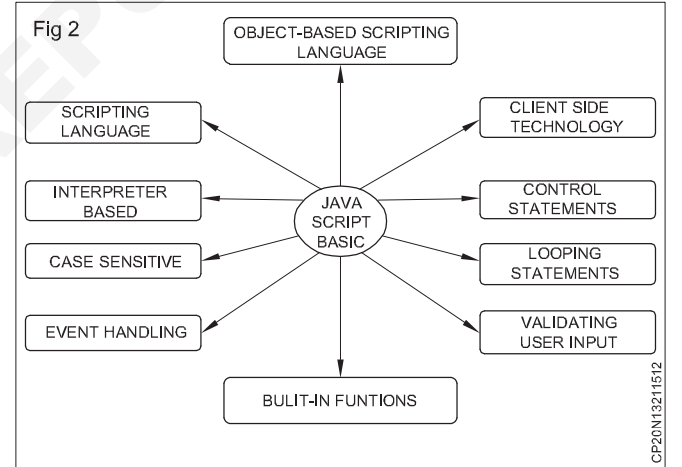 Fig 2
OBJECT-BASED SCRIPTING
LANGUAGE
SCRIPTING
LANGUAGE
CLIENT SIDE
TECHNOLOGY
INTERPRETER
BASED
JAVA
SCRIPT
BASIC
CONTROL
STATEMENTS
CASE SENSITIVE
LOOPING
STATEMENTS
EVENT HANDLING
VALIDATING
USER INPUT
BULIT-IN FUNTIONS
CP20N13211512